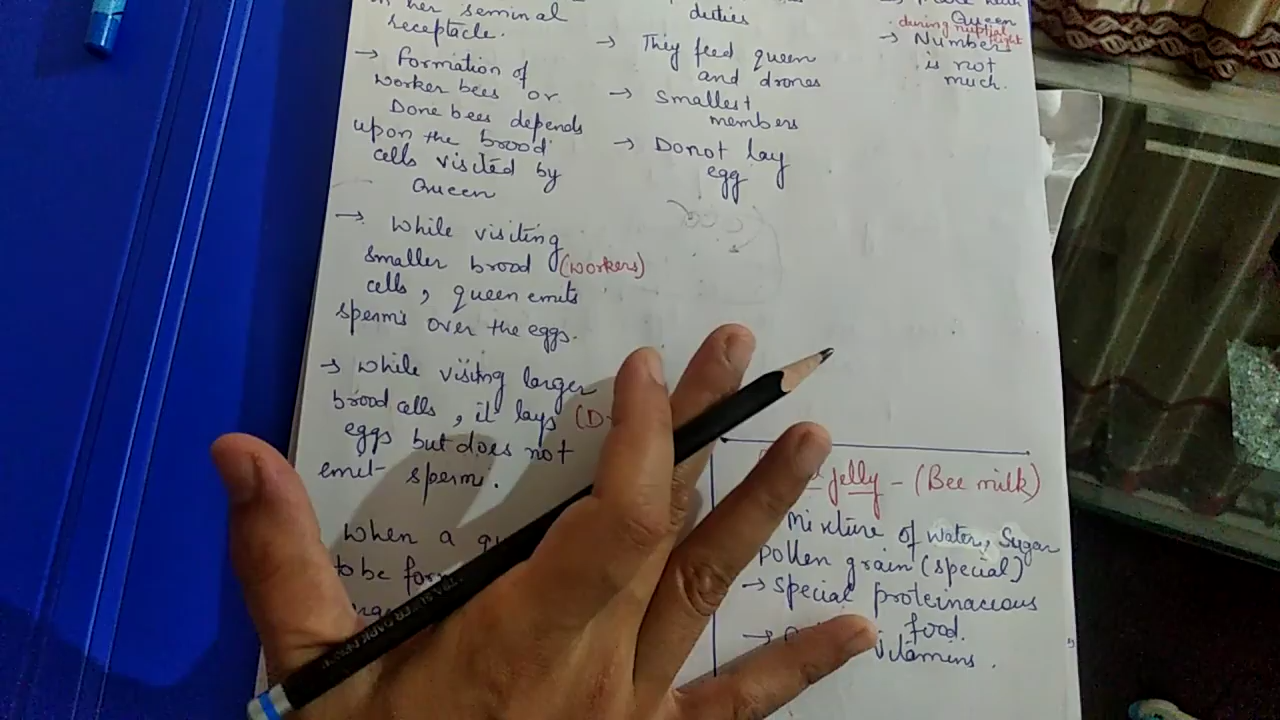 her seminal
receptacle.
→ Formation of
worker bees or
Done bees depends
upon the brood
cells visited by
Queen
→ While visiting
smaller brood (workers)
cells, queen emits
sperms over the eggs.
→ while visiting larger
brood cells, it lays (D
eggs but does not
emet sperms.
When a qu
to be for
duties
→ They feed queen
and drones
→ Smallest
members
→ Donot lay
egg
Queen
during nuptial flight
→ Number
is not
much.
jelly - (Bee milk)
Mixture of water, Sugar
pollen grain (special)
→ Special proteinaceous
food.
→ vitamins.